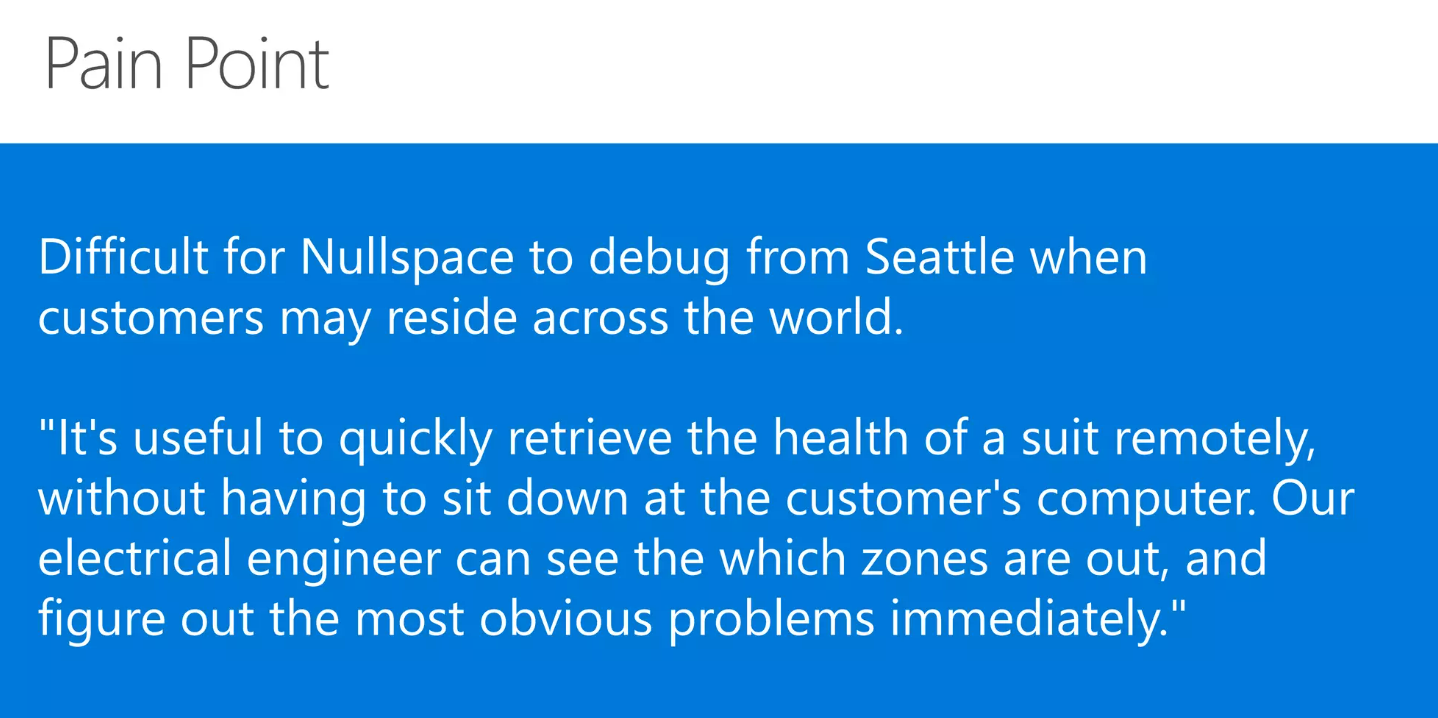 Pain Point
Difficult for Nullspace to debug from Seattle when
customers may reside across the world.
"It's useful to quickly retrieve the health of a suit remotely,
without having to sit down at the customer's computer. Our
electrical engineer can see the which zones are out, and
figure out the most obvious problems immediately."